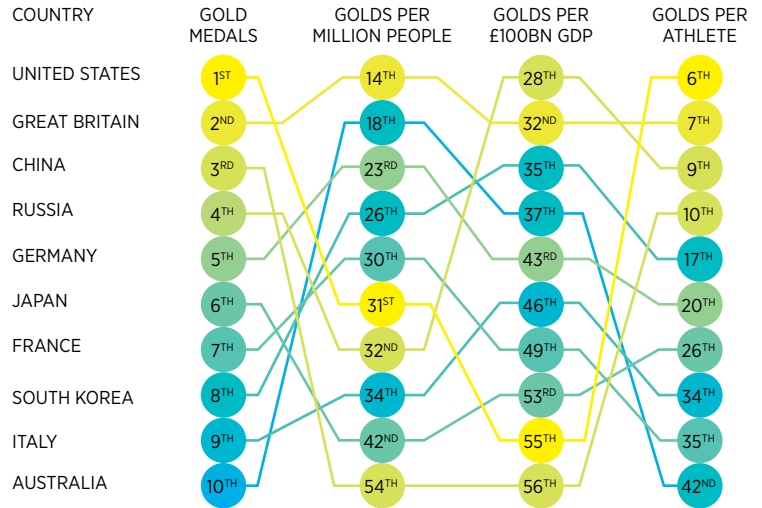 COUNTRY GOLD MEDALS GOLDS PER MILLION PEOPLE GOLDS PER £100BN GDP GOLDS PER ATHLETE
UNITED STATES 1ST 14TH 28TH 6TH
GREAT BRITAIN 2ND 18TH 32ND 7TH
CHINA 3RD 23RD 35TH 9TH
RUSSIA 4TH 26TH 37TH 10TH
GERMANY 5TH 30TH 43RD 17TH
JAPAN 6TH 31ST 46TH 20TH
FRANCE 7TH 32ND 49TH 26TH
SOUTH KOREA 8TH 34TH 53RD 34TH
ITALY 9TH 42ND 55TH 35TH
AUSTRALIA 10TH 54TH 56TH 42ND